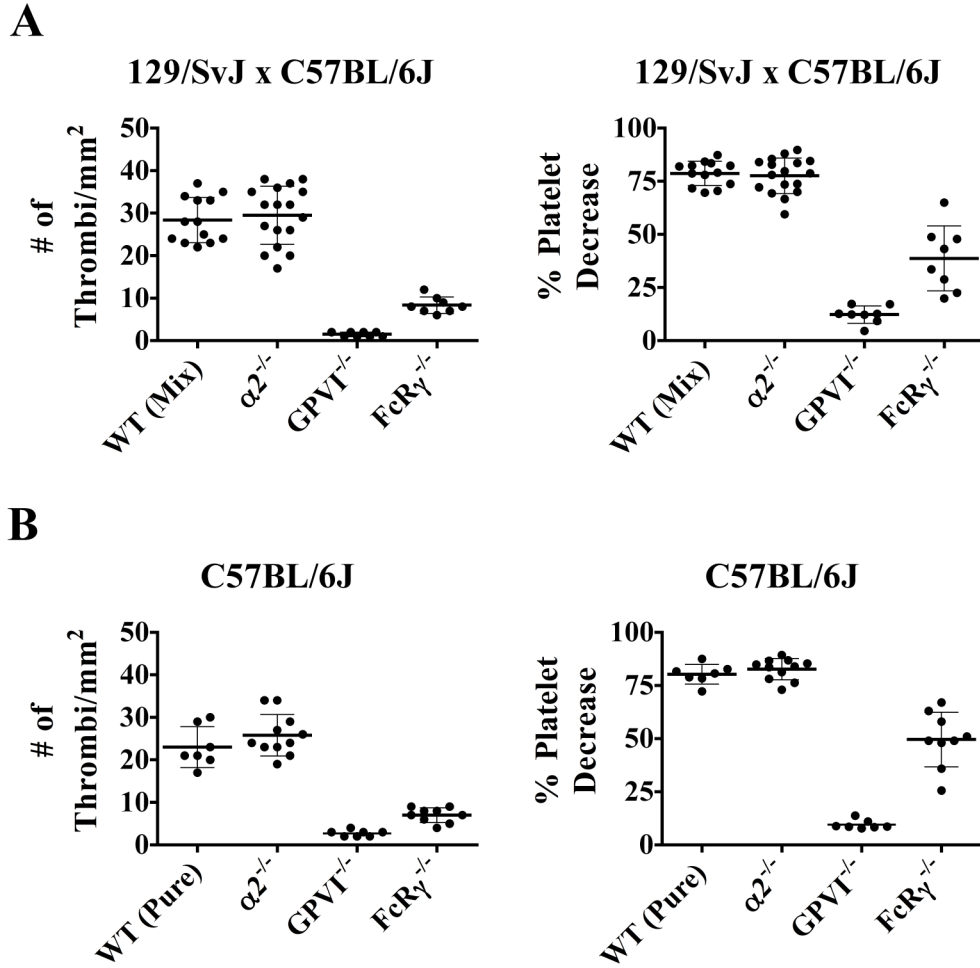 A
129/SvJ x C57BL/6J
# of
Thrombi/mm²
50
40
30
20
10
0
WT (Mix)
α2⁻/⁻
GPVI⁻/⁻
FcRγ⁻/⁻
129/SvJ x C57BL/6J
% Platelet
Decrease
100
75
50
25
0
WT (Mix)
α2⁻/⁻
GPVI⁻/⁻
FcRγ⁻/⁻
B
C57BL/6J
# of
Thrombi/mm²
50
40
30
20
10
0
WT (Pure)
α2⁻/⁻
GPVI⁻/⁻
FcRγ⁻/⁻
C57BL/6J
% Platelet
Decrease
100
75
50
25
0
WT (Pure)
α2⁻/⁻
GPVI⁻/⁻
FcRγ⁻/⁻